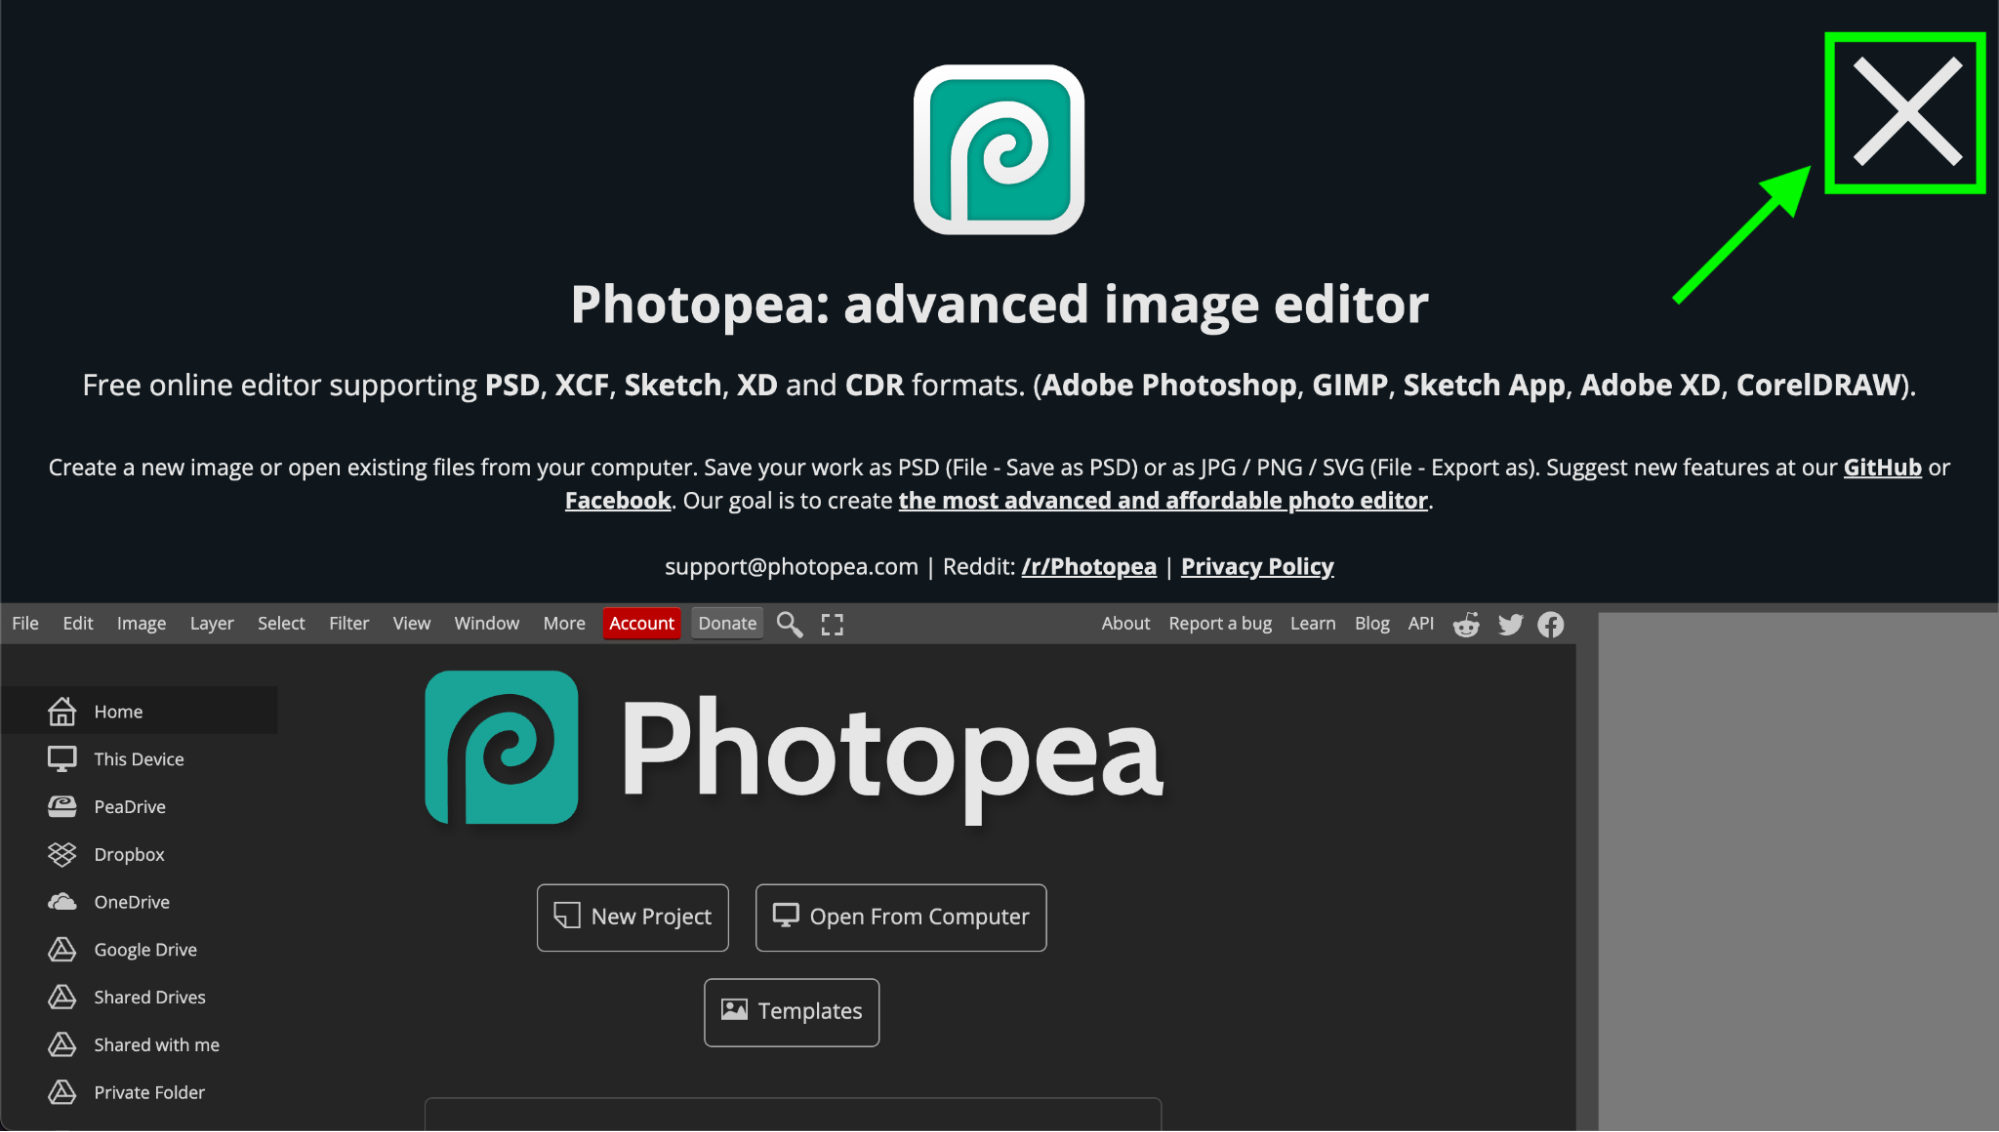 Photopea: advanced image editor
Free online editor supporting PSD, XCF, Sketch, XD and CDR formats. (Adobe Photoshop, GIMP, Sketch App, Adobe XD, CorelDRAW).
Create a new image or open existing files from your computer. Save your work as PSD (File - Save as PSD) or as JPG / PNG / SVG (File - Export as). Suggest new features at our GitHub or
Facebook. Our goal is to create the most advanced and affordable photo editor.
support@photopea.com | Reddit: /r/Photopea | Privacy Policy
File Edit Image Layer Select Filter View Window More Account Donate About Report a bug Learn Blog API
Home
This Device
PeaDrive
Dropbox
OneDrive
Google Drive
Shared Drives
Shared with me
Private Folder
Photopea
New Project Open From Computer
Templates